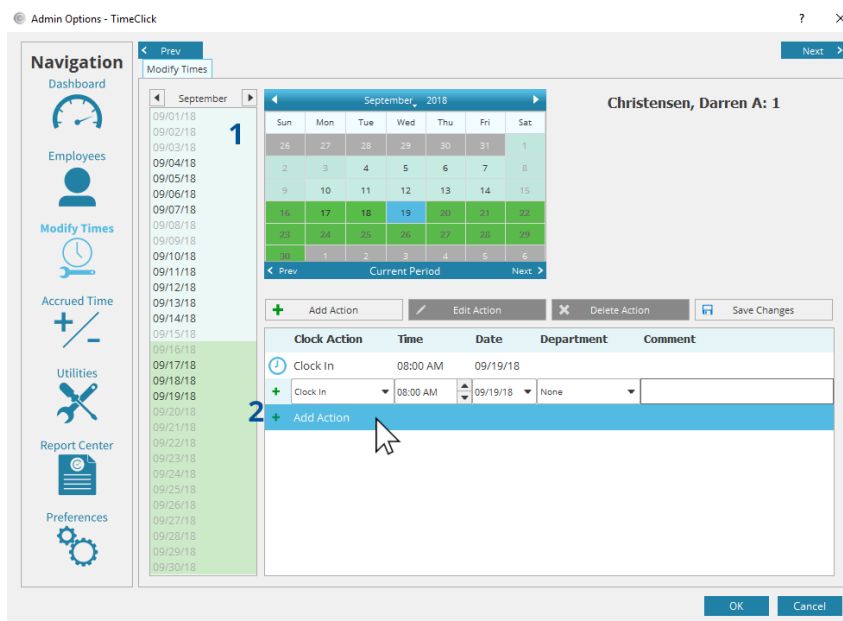 Admin Options - TimeClick
?
Navigation
Dashboard
Employees
Modify Times
Accrued Time
Utilities
Report Center
Preferences
Prev
Next
Modify Times
September
09/01/18
09/02/18
09/03/18
09/04/18
09/05/18
09/06/18
09/07/18
09/08/18
09/09/18
09/10/18
09/11/18
09/12/18
09/13/18
09/14/18
09/15/18
09/16/18
09/17/18
09/18/18
09/19/18
09/20/18
09/21/18
09/22/18
09/23/18
09/24/18
09/25/18
09/26/18
09/27/18
09/28/18
09/29/18
09/30/18
1
September, 2018
Sun Mon Tue Wed Thu Fri Sat
26 27 28 29 30 31 1
2 3 4 5 6 7 8
9 10 11 12 13 14 15
16 17 18 19 20 21 22
23 24 25 26 27 28 29
30 1 2 3 4 5 6
Prev Current Period Next
Christensen, Darren A: 1
Add Action Edit Action Delete Action Save Changes
Clock Action Time Date Department Comment
Clock In 08:00 AM 09/19/18
Clock In 08:00 AM 09/19/18 None
2
Add Action
OK Cancel